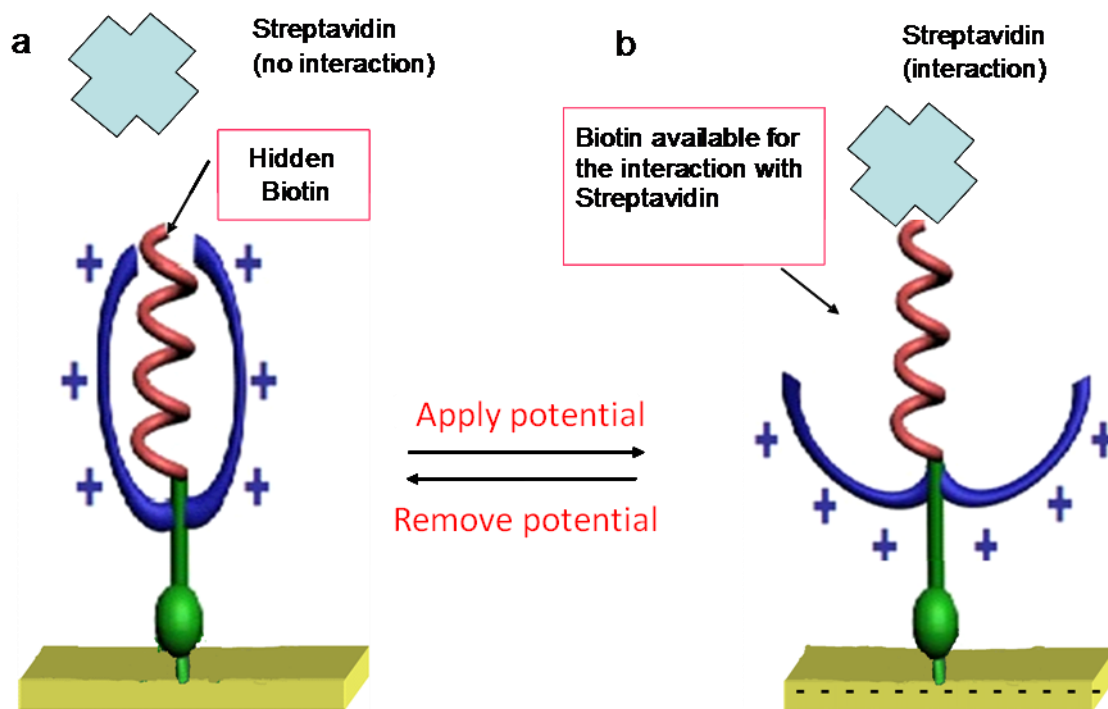 a
Streptavidin
(no interaction)
Hidden
Biotin
+ +
+ +
+ +
Apply potential
Remove potential
b
Streptavidin
(interaction)
Biotin available for
the interaction with
Streptavidin
+ +
+ +
+ +
- - - - - - - - - - - - -